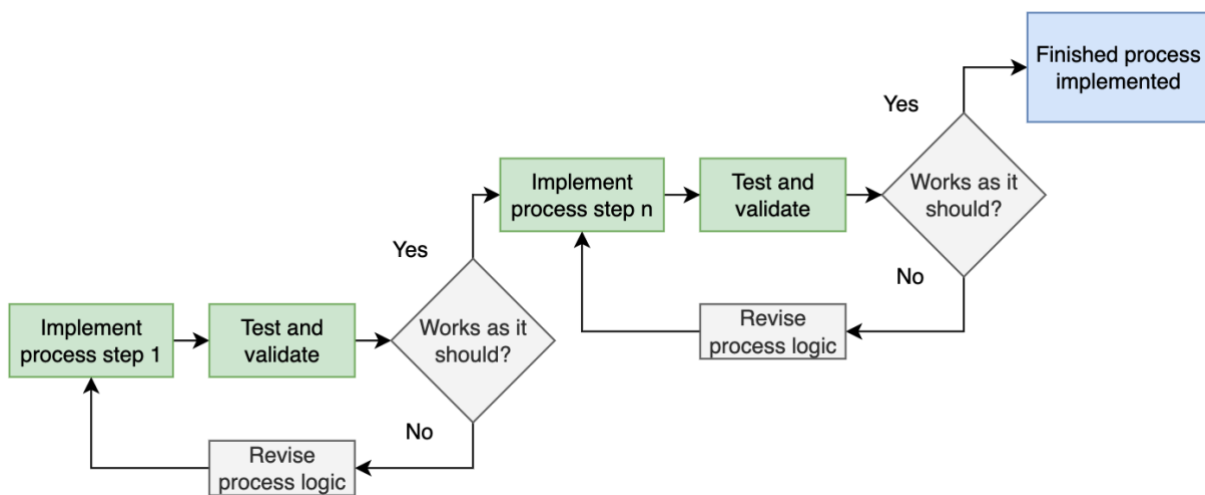 Finished process
implemented
Yes
Implement
process step n
Test and
validate
Works as it
should?
No
Revise
process logic
Yes
Implement
process step 1
Test and
validate
Works as it
should?
No
Revise
process logic